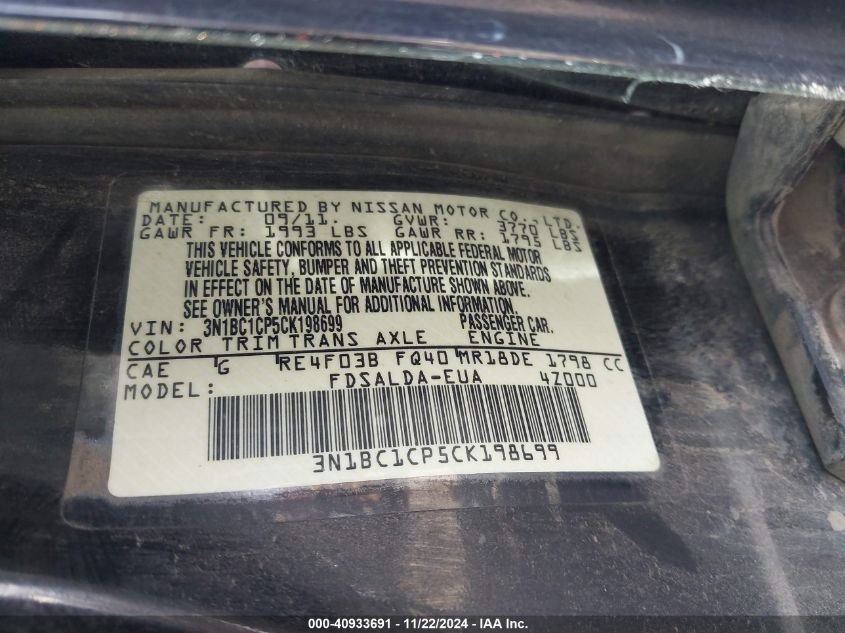 MANUFACTURED BY NISSAN MOTOR CO., LTD.
DATE: 09/11. GVWR: 3770 LBS
GAWR FR: 1993 LBS GAWR RR: 1795 LBS
THIS VEHICLE CONFORMS TO ALL APPLICABLE FEDERAL MOTOR
VEHICLE SAFETY, BUMPER AND THEFT PREVENTION STANDARDS
IN EFFECT ON THE DATE OF MANUFACTURE SHOWN ABOVE.
SEE OWNER'S MANUAL FOR ADDITIONAL INFORMATION.
VIN: 3N1BC1CP5CK198699 PASSENGER CAR.
COLOR TRIM TRANS AXLE ENGINE
CAE G RE4F03B FQ40 MR18DE 1798 CC
MODEL: FDSALDA-EUA 4Z000
3N1BC1CP5CK198699
000-40933691 - 11/22/2024 - IAA Inc.